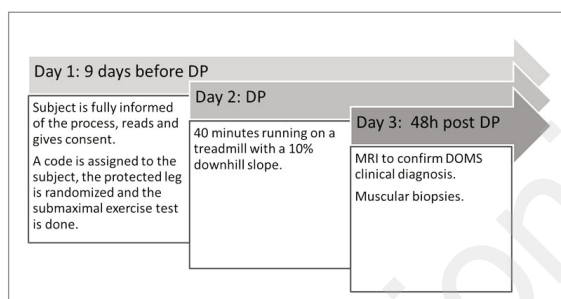 Day 1: 9 days before DP
Subject is fully informed
of the process, reads and
gives consent.
A code is assigned to the
subject, the protected leg
is randomized and the
submaximal exercise test
is done.
Day 2: DP
40 minutes running on a
treadmill with a 10%
downhill slope.
Day 3: 48h post DP
MRI to confirm DOMS
clinical diagnosis.
Muscular biopsies.